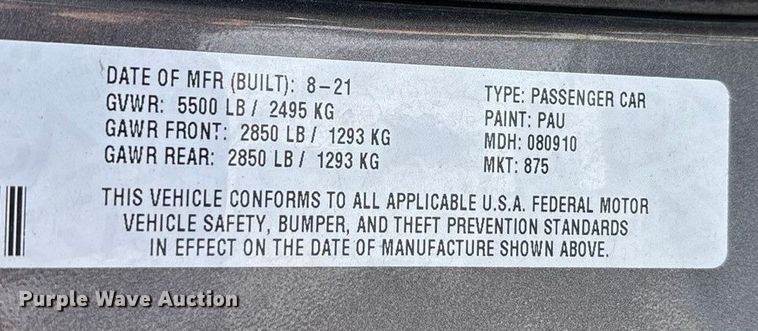 DATE OF MFR (BUILT): 8-21
GVWR: 5500 LB / 2495 KG
GAWR FRONT: 2850 LB / 1293 KG
GAWR REAR: 2850 LB / 1293 KG
TYPE: PASSENGER CAR
PAINT: PAU
MDH: 080910
MKT: 875
THIS VEHICLE CONFORMS TO ALL APPLICABLE U.S.A. FEDERAL MOTOR
VEHICLE SAFETY, BUMPER, AND THEFT PREVENTION STANDARDS
IN EFFECT ON THE DATE OF MANUFACTURE SHOWN ABOVE.
Purple Wave Auction